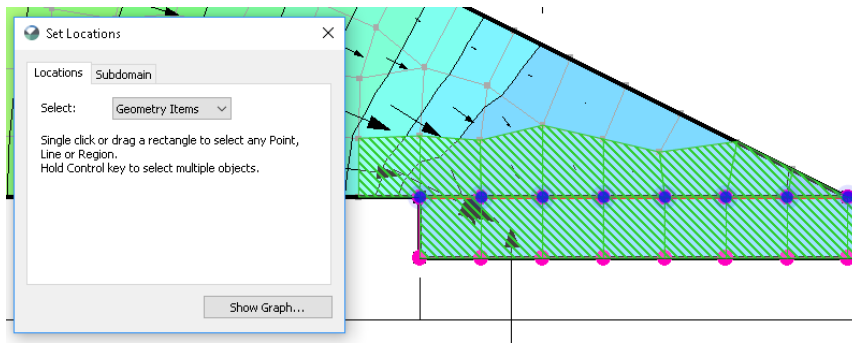 Set Locations
Locations
Subdomain
Select:
Geometry Items
Single click or drag a rectangle to select any Point,
Line or Region.
Hold Control key to select multiple objects.
Show Graph...